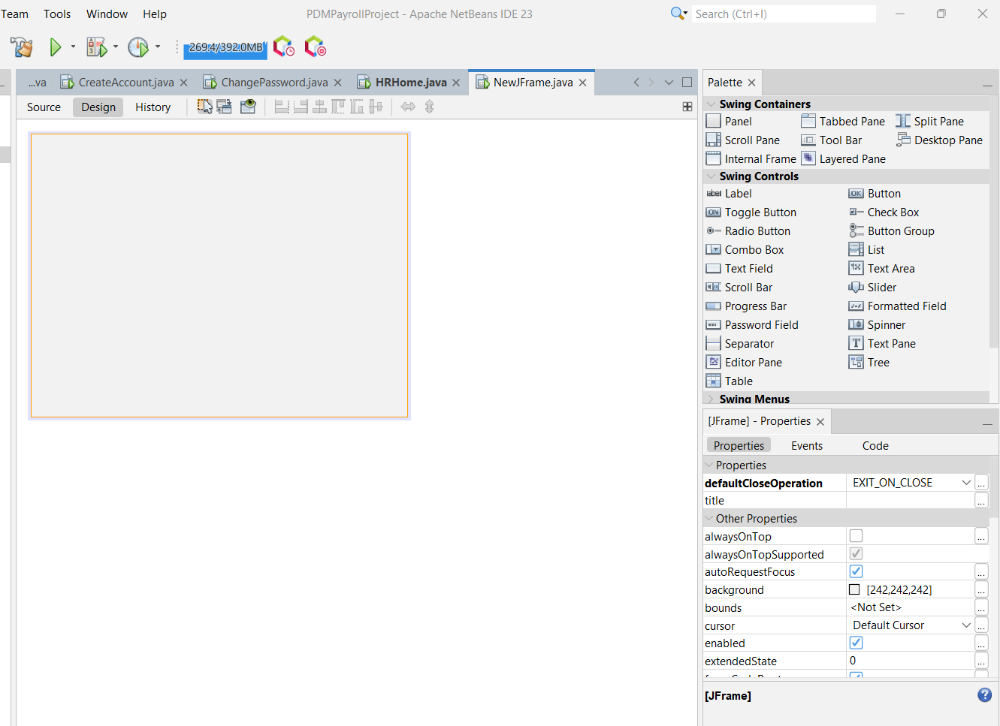 Team Tools Window Help PDMPayrollProject - Apache NetBeans IDE 23 Search (Ctrl+I)
269.4/392.0MB
...va CreateAccount.java ChangePassword.java HRHome.java NewJFrame.java
Source Design History
Palette
Swing Containers
Panel Tabbed Pane Split Pane
Scroll Pane Tool Bar Desktop Pane
Internal Frame Layered Pane
Swing Controls
label Label OK Button
ON Toggle Button Check Box
Radio Button Button Group
Combo Box List
Text Field Text Area
Scroll Bar Slider
Progress Bar Formatted Field
Password Field Spinner
Separator T Text Pane
Editor Pane Tree
Table
Swing Menus
[JFrame] - Properties
Properties Events Code
Properties
defaultCloseOperation EXIT_ON_CLOSE ...
title ...
Other Properties
alwaysOnTop ...
alwaysOnTopSupported
autoRequestFocus ...
background [242,242,242] ...
bounds <Not Set> ...
cursor Default Cursor ...
enabled ...
extendedState 0 ...
[JFrame] ?